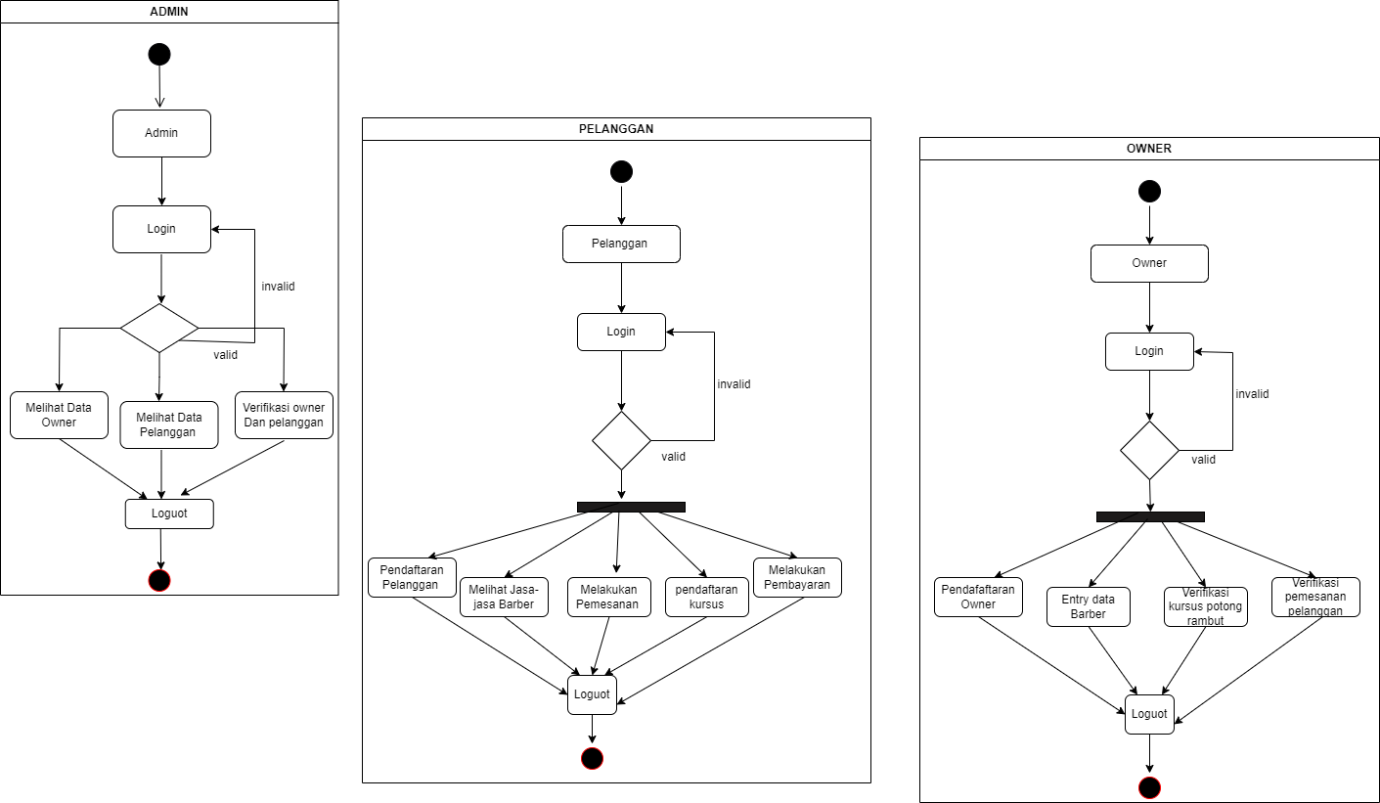 ADMIN
Admin
Login
invalid
valid
Melihat Data
Owner
Melihat Data
Pelanggan
Verifikasi owner
Dan pelanggan
Loguot
PELANGGAN
Pelanggan
Login
invalid
valid
Pendaftaran
Pelanggan
Melihat Jasa-
jasa Barber
Melakukan
Pemesanan
pendaftaran
kursus
Melakukan
Pembayaran
Loguot
OWNER
Owner
Login
invalid
valid
Pendafaftaran
Owner
Entry data
Barber
Verifikasi
kursus potong
rambut
Verifikasi
pemesanan
pelanggan
Loguot